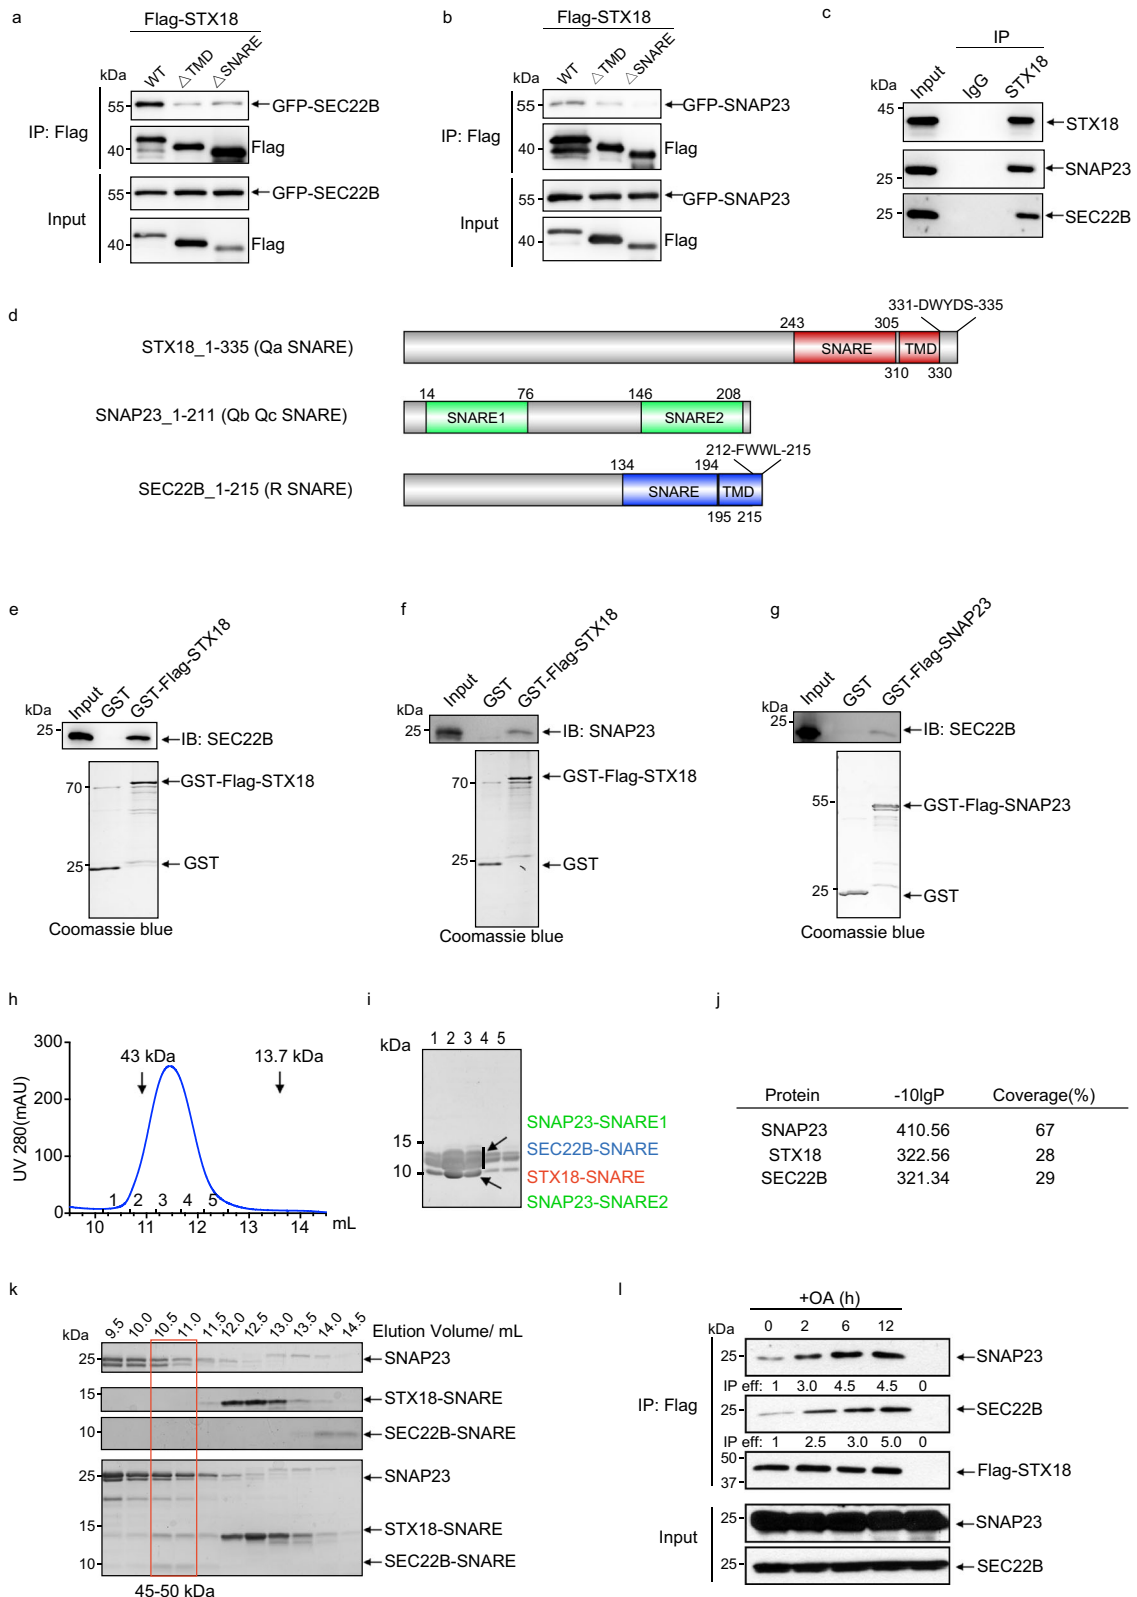 a
Flag-STX18
kDa WT △TMD △SNARE
IP: Flag
55 GFP-SEC22B
40 Flag
Input
55 GFP-SEC22B
40 Flag
b
Flag-STX18
kDa WT △TMD △SNARE
IP: Flag
55 GFP-SNAP23
40 Flag
Input
55 GFP-SNAP23
40 Flag
c
IP
kDa Input IgG STX18
45 STX18
25 SNAP23
25 SEC22B
d
331-DWYDS-335
243 305
STX18_1-335 (Qa SNARE) SNARE TMD
310 330
14 76 146 208
SNAP23_1-211 (Qb Qc SNARE) SNARE1 SNARE2
212-FWWL-215
134 194
SEC22B_1-215 (R SNARE) SNARE TMD
195 215
e
kDa Input GST GST-Flag-STX18
25 IB: SEC22B
70 GST-Flag-STX18
25 GST
Coomassie blue
f
kDa Input GST GST-Flag-STX18
25 IB: SNAP23
70 GST-Flag-STX18
25 GST
Coomassie blue
g
kDa Input GST GST-Flag-SNAP23
25 IB: SEC22B
55 GST-Flag-SNAP23
25 GST
Coomassie blue
h
UV 280(mAU)
300
200
100
0
43 kDa 13.7 kDa
1 2 3 4 5
10 11 12 13 14 mL
i
1 2 3 4 5
kDa
15
10
SNAP23-SNARE1
SEC22B-SNARE
STX18-SNARE
SNAP23-SNARE2
j
Protein -10lgP Coverage(%)
SNAP23 410.56 67
STX18 322.56 28
SEC22B 321.34 29
k
kDa 9.5 10.0 10.5 11.0 11.5 12.0 12.5 13.0 13.5 14.0 14.5 Elution Volume/ mL
25 SNAP23
15 STX18-SNARE
10 SEC22B-SNARE
25 SNAP23
15 STX18-SNARE
10 SEC22B-SNARE
45-50 kDa
l
+OA (h)
kDa 0 2 6 12
IP: Flag
25 SNAP23
IP eff: 1 3.0 4.5 4.5 0
25 SEC22B
IP eff: 1 2.5 3.0 5.0 0
50
37 Flag-STX18
Input
25 SNAP23
25 SEC22B